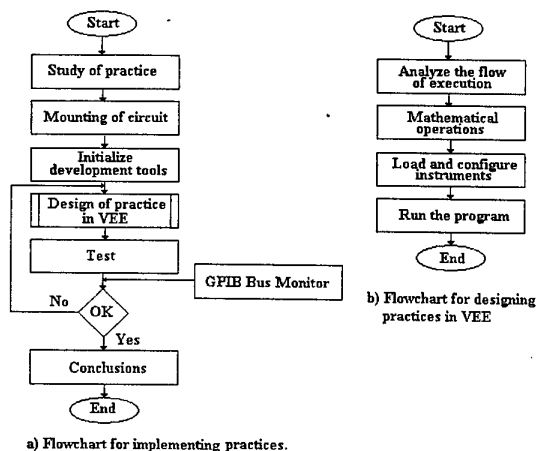 Start
Study of practice
Mounting of circuit
Initialize
development tools
Design of practice
in VEE
Test
GPIB Bus Monitor
No
OK
Yes
Conclusions
End
a) Flowchart for implementing practices.
Start
Analyze the flow
of execution
Mathematical
operations
Load and configure
instruments
Run the program
End
b) Flowchart for designing
practices in VEE